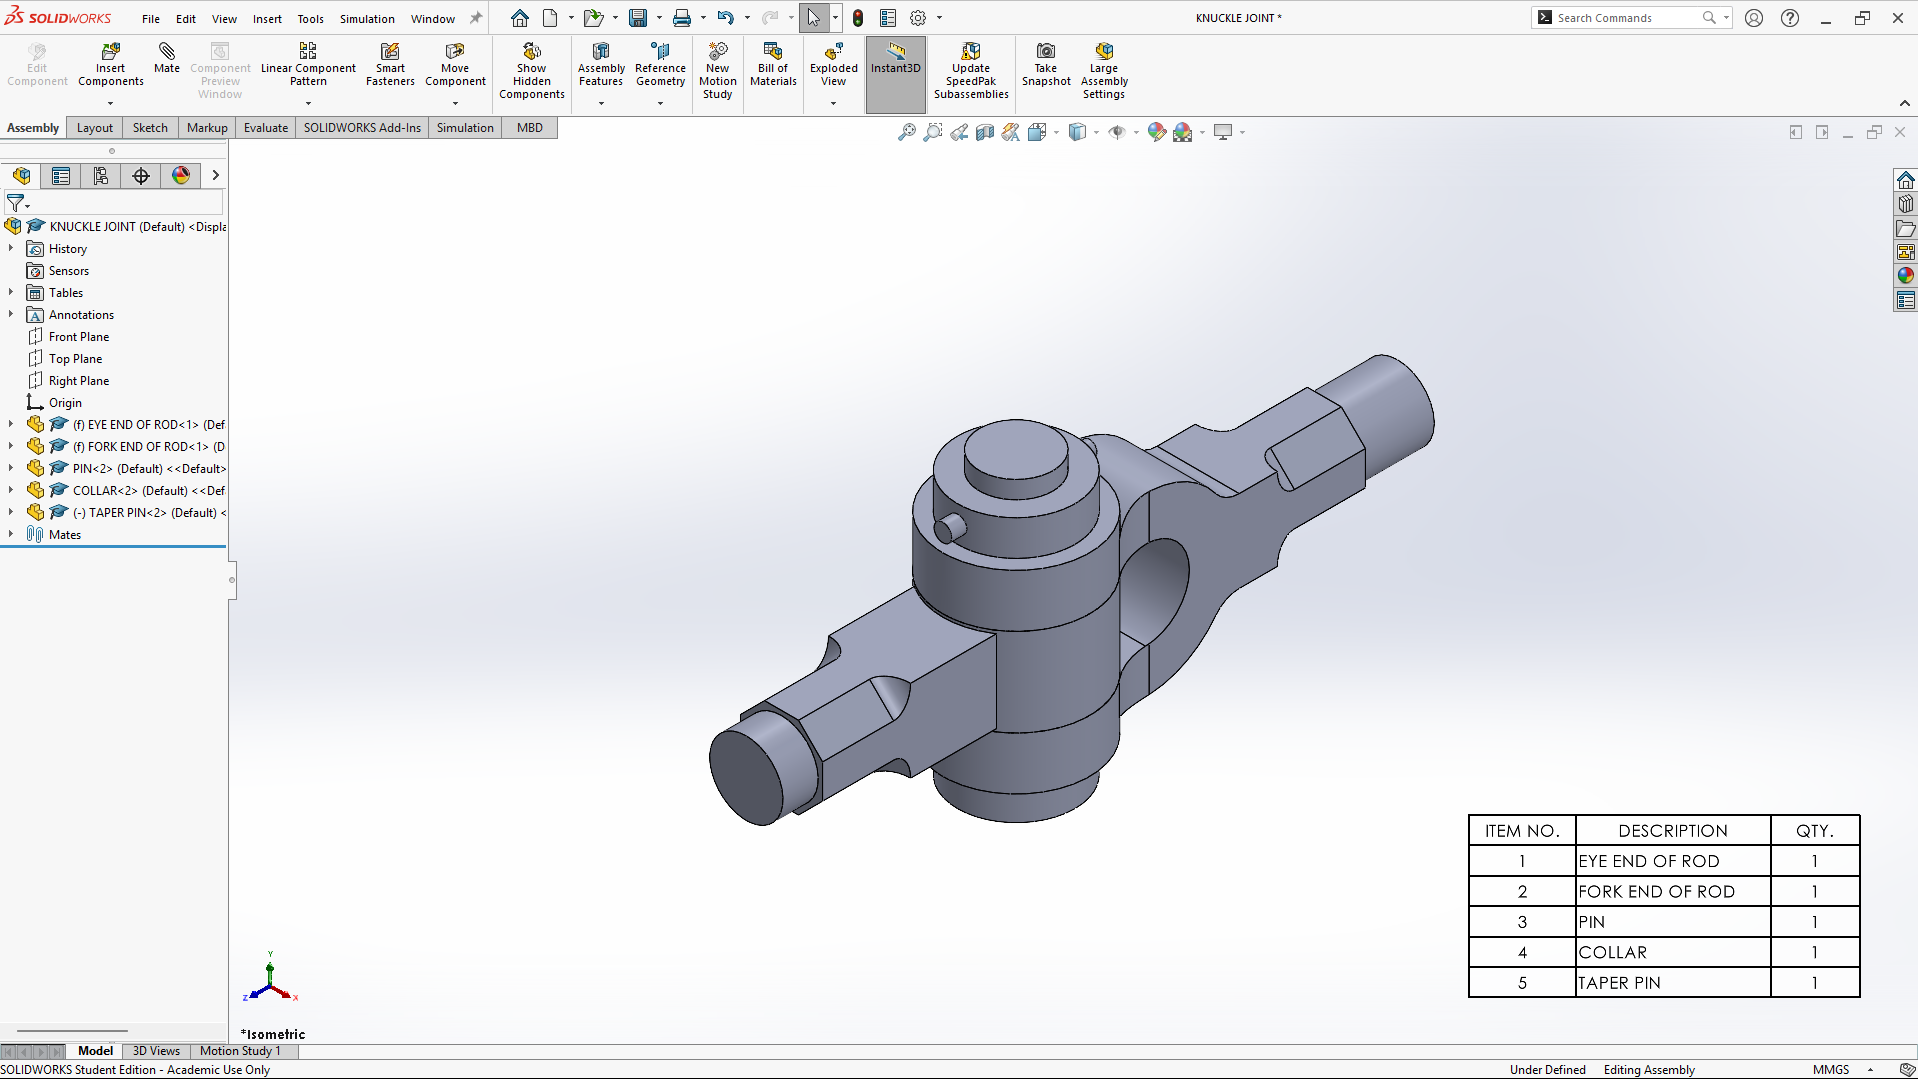 SOLIDWORKS File Edit View Insert Tools Simulation Window KNUCKLE JOINT * Search Commands
Edit Component
Insert Components
Mate
Component Preview Window
Linear Component Pattern
Smart Fasteners
Move Component
Show Hidden Components
Assembly Features
Reference Geometry
New Motion Study
Bill of Materials
Exploded View
Instant3D
Update SpeedPak Subassemblies
Take Snapshot
Large Assembly Settings
Assembly Layout Sketch Markup Evaluate SOLIDWORKS Add-Ins Simulation MBD
KNUCKLE JOINT (Default) <Displa
History
Sensors
Tables
Annotations
Front Plane
Top Plane
Right Plane
Origin
(f) EYE END OF ROD<1> (Def
(f) FORK END OF ROD<1> (D
PIN<2> (Default) <<Default>
COLLAR<2> (Default) <<Def
(-) TAPER PIN<2> (Default) <
Mates
ITEM NO. DESCRIPTION QTY.
1 EYE END OF ROD 1
2 FORK END OF ROD 1
3 PIN 1
4 COLLAR 1
5 TAPER PIN 1
Y
Z X
*Isometric
Model 3D Views Motion Study 1
SOLIDWORKS Student Edition - Academic Use Only Under Defined Editing Assembly MMGS